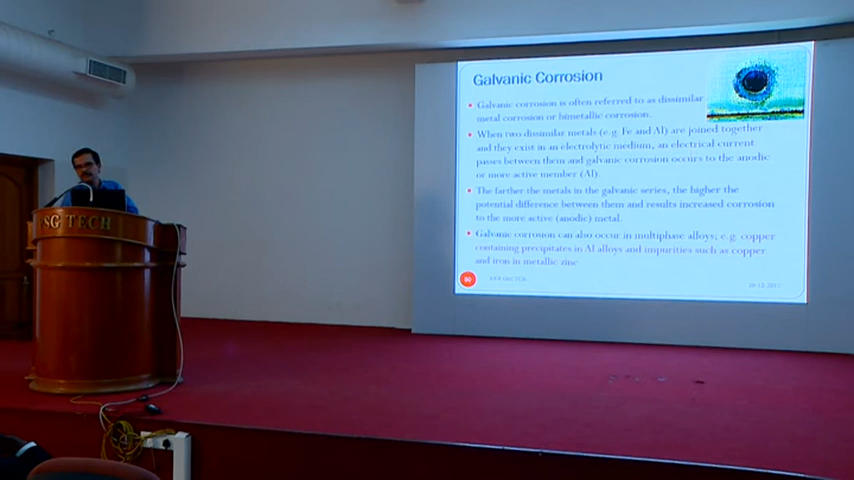 Galvanic Corrosion
Galvanic corrosion is often referred to as dissimilar
metal corrosion or bimetallic corrosion.
When two dissimilar metals (e.g. Fe and Al) are joined together
and they exist in an electrolytic medium, an electrical current
passes between them and galvanic corrosion occurs to the anodic
or more active member (Al).
The farther the metals in the galvanic series, the higher the
potential difference between them and results increased corrosion
to the more active (anodic) metal.
Galvanic corrosion can also occur in multiphase alloys; e.g. copper
containing precipitates in Al alloys and impurities such as copper
and iron in metallic zinc
SG TECH